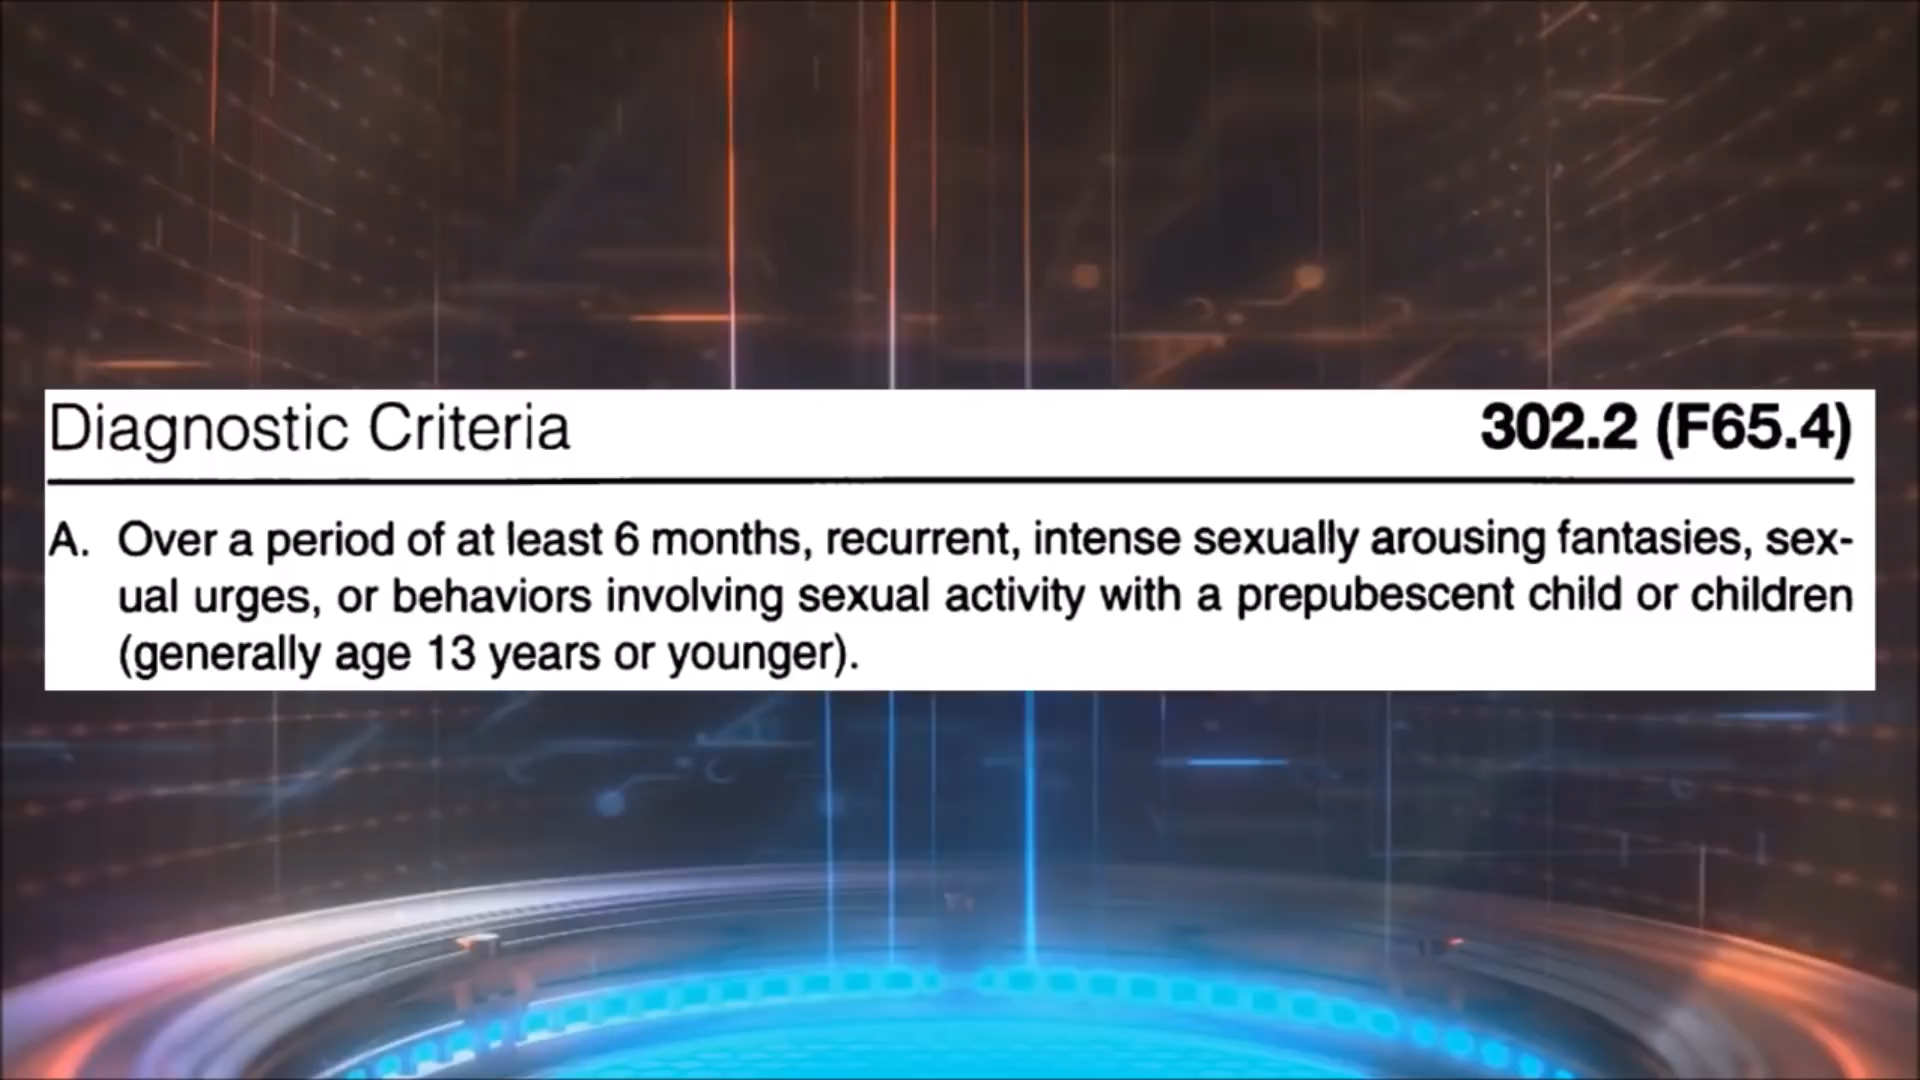 Diagnostic Criteria 302.2 (F65.4)
A. Over a period of at least 6 months, recurrent, intense sexually arousing fantasies, sex-
ual urges, or behaviors involving sexual activity with a prepubescent child or children
(generally age 13 years or younger).